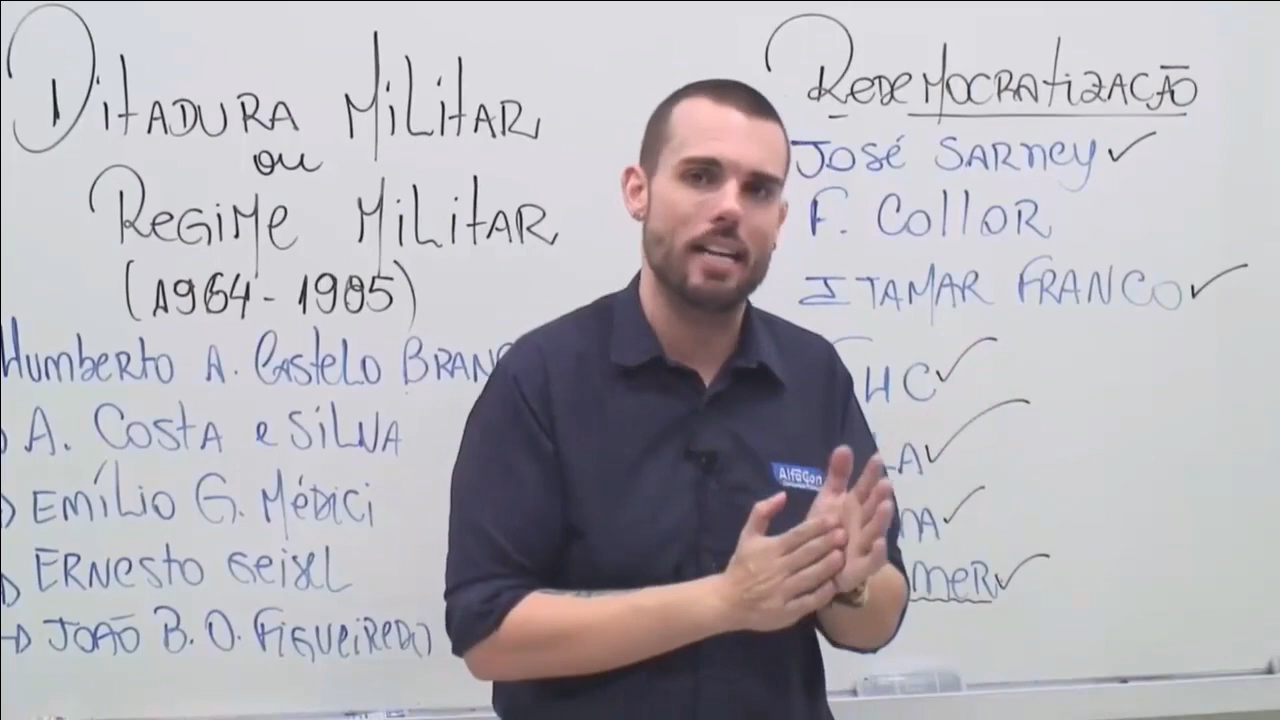 DITADURA MILITAR
ou
REGIME MILITAR
(1964 - 1985)
Humberto A. Castelo BRAN
A. COSTA e SILVA
EMÍLIO G. MÉDICI
ERNESTO GEISEL
JOÃO B. O. FIGUEIREDO
REDEMOCRATIZAÇÃO
JOSÉ SARNEY ✓
F. COLLOR
ITAMAR FRANCO ✓
HC ✓
LA ✓
MA ✓
MER ✓
AlfaCon